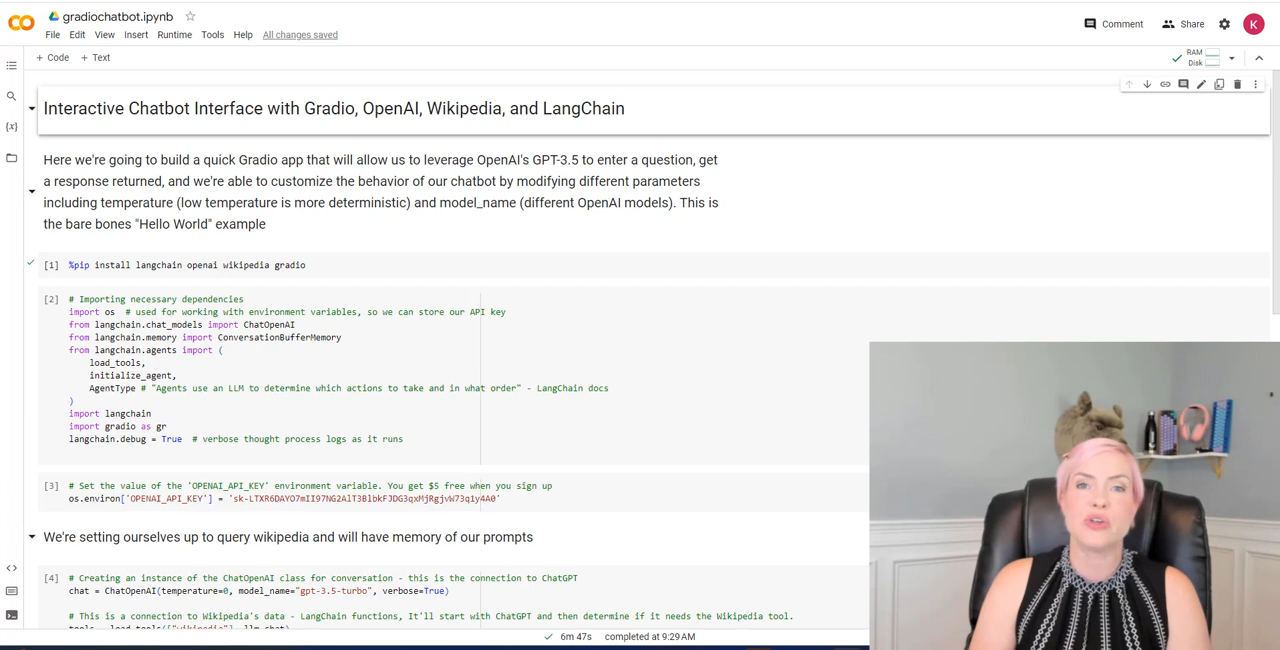 gradiochatbot.ipynb
Comment
Share
K
File Edit View Insert Runtime Tools Help All changes saved
+ Code + Text
RAM
Disk
Interactive Chatbot Interface with Gradio, OpenAI, Wikipedia, and LangChain
Here we're going to build a quick Gradio app that will allow us to leverage OpenAI's GPT-3.5 to enter a question, get
a response returned, and we're able to customize the behavior of our chatbot by modifying different parameters
including temperature (low temperature is more deterministic) and model_name (different OpenAI models). This is
the bare bones "Hello World" example
[1] %pip install langchain openai wikipedia gradio
[2] # Importing necessary dependencies
import os # used for working with environment variables, so we can store our API key
from langchain.chat_models import ChatOpenAI
from langchain.memory import ConversationBufferMemory
from langchain.agents import (
load_tools,
initialize_agent,
AgentType # "Agents use an LLM to determine which actions to take and in what order" - LangChain docs
)
import langchain
import gradio as gr
langchain.debug = True # verbose thought process logs as it runs
[3] # Set the value of the 'OPENAI_API_KEY' environment variable. You get $5 free when you sign up
os.environ['OPENAI_API_KEY'] =
We're setting ourselves up to query wikipedia and will have memory of our prompts
[4] # Creating an instance of the ChatOpenAI class for conversation - this is the connection to ChatGPT
chat = ChatOpenAI(temperature=0, model_name="gpt-3.5-turbo", verbose=True)
# This is a connection to Wikipedia's data - LangChain functions, It'll start with ChatGPT and then determine if it needs the Wikipedia tool.
6m 47s completed at 9:29 AM